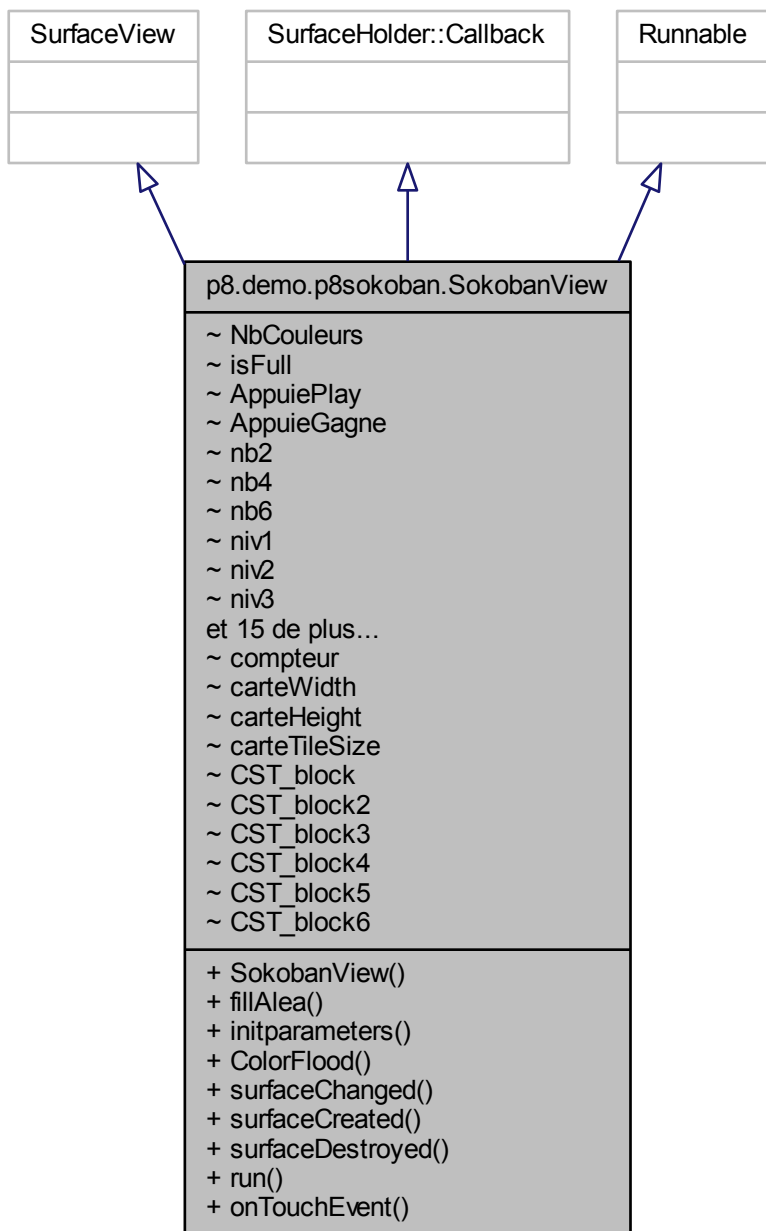 SurfaceView
SurfaceHolder::Callback
Runnable
p8.demo.p8sokoban.SokobanView
~ NbCouleurs
~ isFull
~ AppuiePlay
~ AppuieGagne
~ nb2
~ nb4
~ nb6
~ niv1
~ niv2
~ niv3
et 15 de plus...
~ compteur
~ carteWidth
~ carteHeight
~ carteTileSize
~ CST_block
~ CST_block2
~ CST_block3
~ CST_block4
~ CST_block5
~ CST_block6
+ SokobanView()
+ fillAlea()
+ initparameters()
+ ColorFlood()
+ surfaceChanged()
+ surfaceCreated()
+ surfaceDestroyed()
+ run()
+ onTouchEvent()